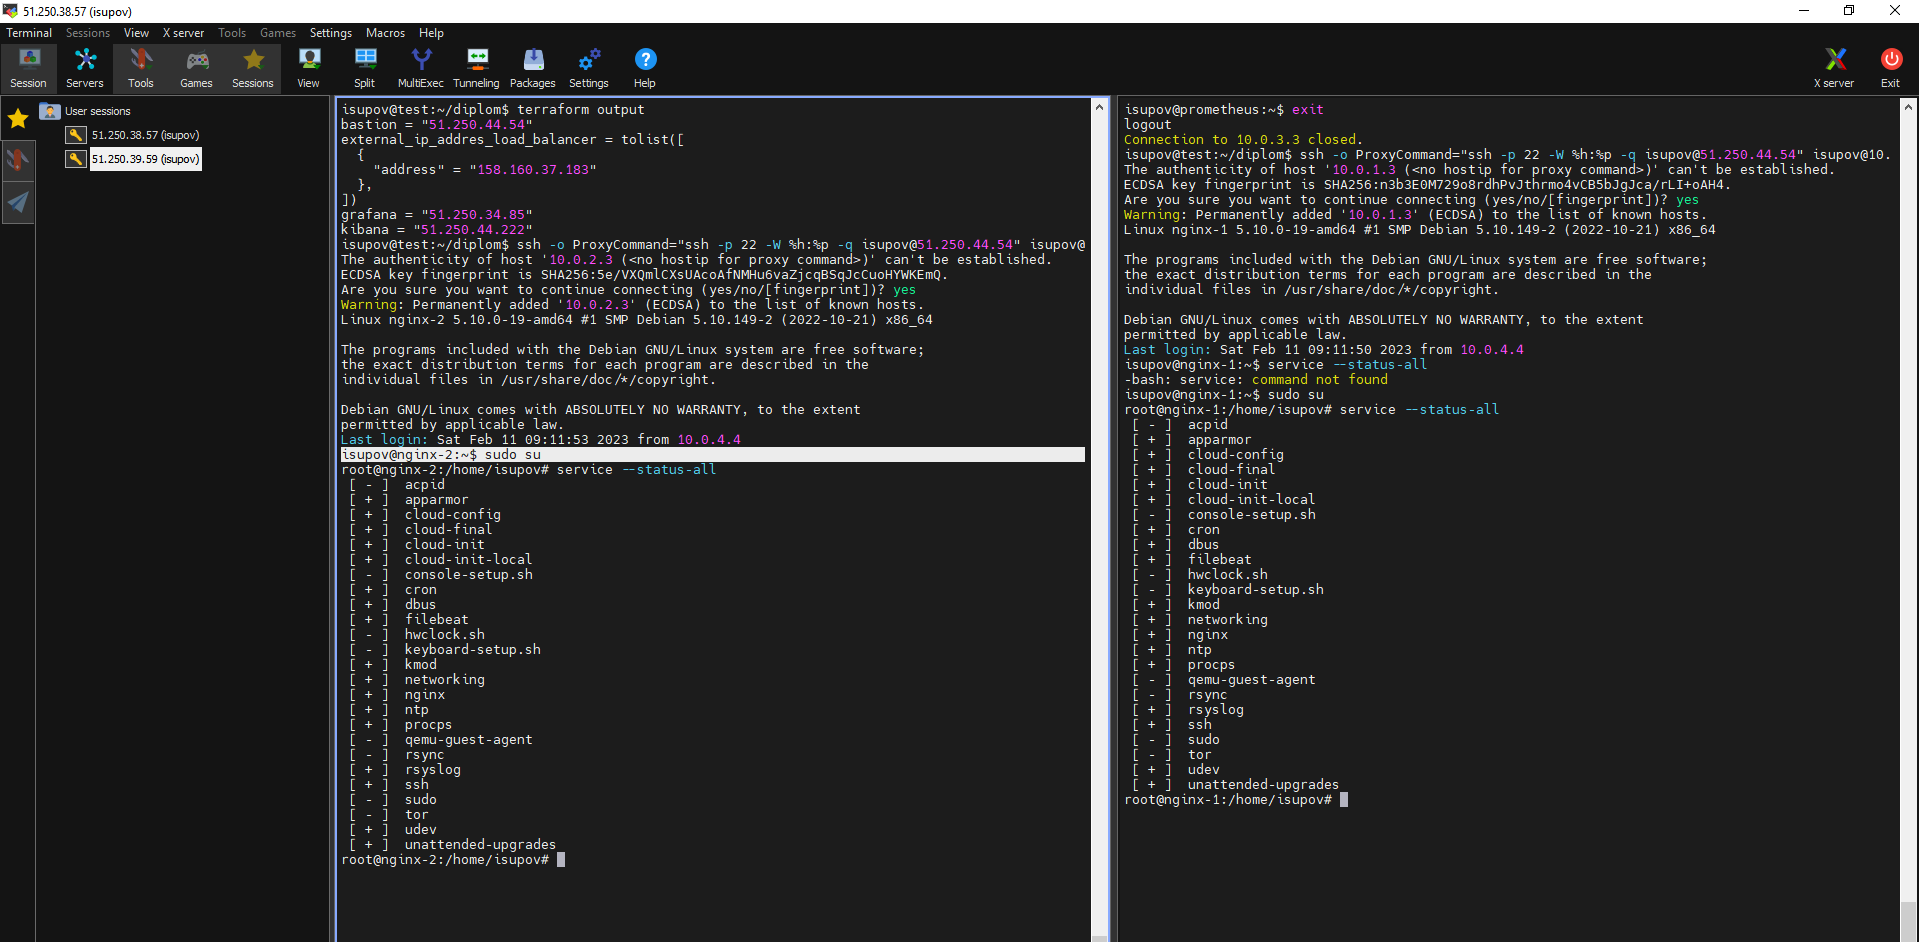 51.250.38.57 (isupov)
Terminal Sessions View X server Tools Games Settings Macros Help
Session Servers Tools Games Sessions View Split MultiExec Tunneling Packages Settings Help X server Exit
User sessions
51.250.38.57 (isupov)
51.250.39.59 (isupov)
isupov@test:~/diplom$ terraform output
bastion = "51.250.44.54"
external_ip_addres_load_balancer = tolist([
  {
    "address" = "158.160.37.183"
  },
])
grafana = "51.250.34.85"
kibana = "51.250.44.222"
isupov@test:~/diplom$ ssh -o ProxyCommand="ssh -p 22 -W %h:%p -q isupov@51.250.44.54" isupov@
The authenticity of host '10.0.2.3 (<no hostip for proxy command>)' can't be established.
ECDSA key fingerprint is SHA256:5e/VXQmlCXsUAcoAfNMHu6vaZjcqBSqJcCuoHYWKEmQ.
Are you sure you want to continue connecting (yes/no/[fingerprint])? yes
Warning: Permanently added '10.0.2.3' (ECDSA) to the list of known hosts.
Linux nginx-2 5.10.0-19-amd64 #1 SMP Debian 5.10.149-2 (2022-10-21) x86_64
The programs included with the Debian GNU/Linux system are free software;
the exact distribution terms for each program are described in the
individual files in /usr/share/doc/*/copyright.
Debian GNU/Linux comes with ABSOLUTELY NO WARRANTY, to the extent
permitted by applicable law.
Last login: Sat Feb 11 09:11:53 2023 from 10.0.4.4
isupov@nginx-2:~$ sudo su
root@nginx-2:/home/isupov# service --status-all
 [ - ]  acpid
 [ + ]  apparmor
 [ + ]  cloud-config
 [ + ]  cloud-final
 [ + ]  cloud-init
 [ + ]  cloud-init-local
 [ - ]  console-setup.sh
 [ + ]  cron
 [ + ]  dbus
 [ + ]  filebeat
 [ - ]  hwclock.sh
 [ - ]  keyboard-setup.sh
 [ + ]  kmod
 [ + ]  networking
 [ + ]  nginx
 [ + ]  ntp
 [ + ]  procps
 [ - ]  qemu-guest-agent
 [ - ]  rsync
 [ + ]  rsyslog
 [ + ]  ssh
 [ - ]  sudo
 [ - ]  tor
 [ + ]  udev
 [ + ]  unattended-upgrades
root@nginx-2:/home/isupov#
isupov@prometheus:~$ exit
logout
Connection to 10.0.3.3 closed.
isupov@test:~/diplom$ ssh -o ProxyCommand="ssh -p 22 -W %h:%p -q isupov@51.250.44.54" isupov@10.
The authenticity of host '10.0.1.3 (<no hostip for proxy command>)' can't be established.
ECDSA key fingerprint is SHA256:n3b3E0M729o8rdhPvJthrmo4vCB5bJgJca/rLI+oAH4.
Are you sure you want to continue connecting (yes/no/[fingerprint])? yes
Warning: Permanently added '10.0.1.3' (ECDSA) to the list of known hosts.
Linux nginx-1 5.10.0-19-amd64 #1 SMP Debian 5.10.149-2 (2022-10-21) x86_64
The programs included with the Debian GNU/Linux system are free software;
the exact distribution terms for each program are described in the
individual files in /usr/share/doc/*/copyright.
Debian GNU/Linux comes with ABSOLUTELY NO WARRANTY, to the extent
permitted by applicable law.
Last login: Sat Feb 11 09:11:50 2023 from 10.0.4.4
isupov@nginx-1:~$ service --status-all
-bash: service: command not found
isupov@nginx-1:~$ sudo su
root@nginx-1:/home/isupov# service --status-all
 [ - ]  acpid
 [ + ]  apparmor
 [ + ]  cloud-config
 [ + ]  cloud-final
 [ + ]  cloud-init
 [ + ]  cloud-init-local
 [ - ]  console-setup.sh
 [ + ]  cron
 [ + ]  dbus
 [ + ]  filebeat
 [ - ]  hwclock.sh
 [ - ]  keyboard-setup.sh
 [ + ]  kmod
 [ + ]  networking
 [ + ]  nginx
 [ + ]  ntp
 [ + ]  procps
 [ - ]  qemu-guest-agent
 [ - ]  rsync
 [ + ]  rsyslog
 [ + ]  ssh
 [ - ]  sudo
 [ - ]  tor
 [ + ]  udev
 [ + ]  unattended-upgrades
root@nginx-1:/home/isupov#